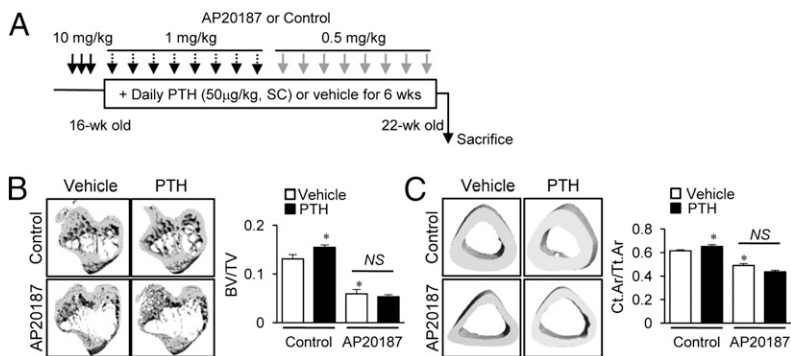 A
AP20187 or Control
10 mg/kg 1 mg/kg 0.5 mg/kg
+ Daily PTH (50µg/kg, SC) or vehicle for 6 wks
16-wk old 22-wk old
Sacrifice
B
Vehicle PTH
Control
AP20187
Vehicle
PTH
BV/TV
0.2
0.1
0
*
*
NS
Control AP20187
C
Vehicle PTH
Control
AP20187
Vehicle
PTH
Ct.Ar/Tt.Ar
0.8
0.6
0.4
0.2
0
*
*
NS
Control AP20187